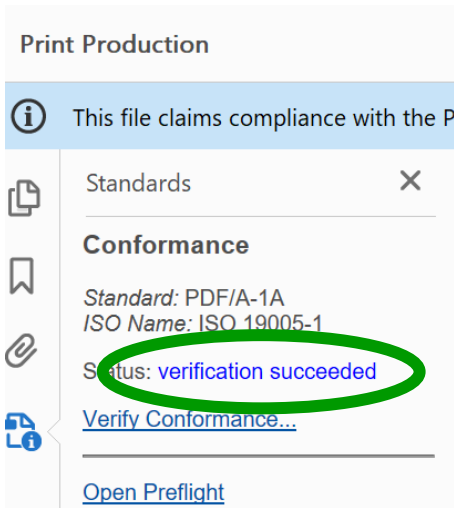 Print Production
This file claims compliance with the P
Standards
Conformance
Standard: PDF/A-1A
ISO Name: ISO 19005-1
Status: verification succeeded
Verify Conformance...
Open Preflight